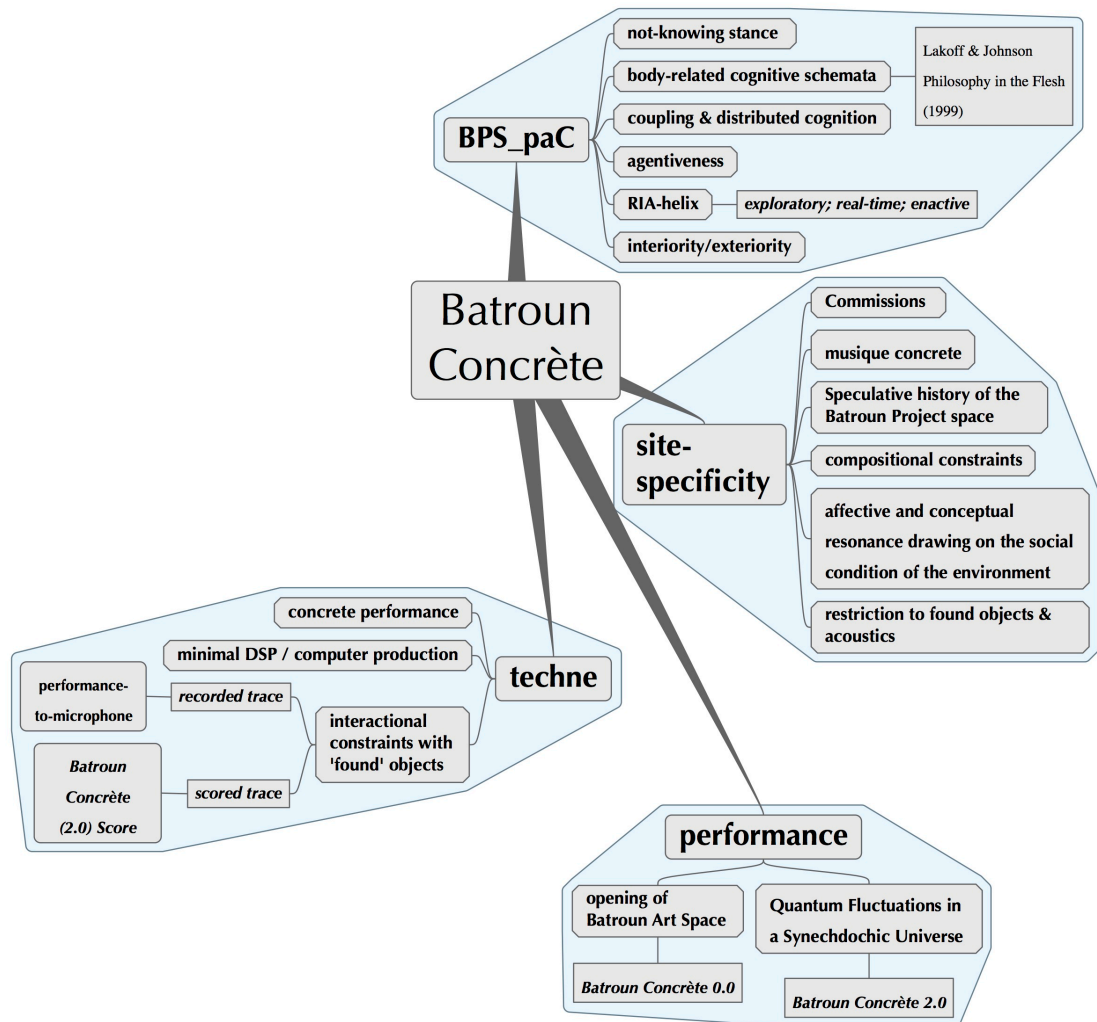 not-knowing stance
body-related cognitive schemata
Lakoff & Johnson
Philosophy in the Flesh
(1999)
coupling & distributed cognition
BPS_paC
agentiveness
RIA-helix
exploratory; real-time; enactive
interiority/exteriority
Batroun
Concrète
Commissions
musique concrete
Speculative history of the
Batroun Project space
site-
specificity
compositional constraints
affective and conceptual
resonance drawing on the social
condition of the environment
restriction to found objects &
acoustics
concrete performance
minimal DSP / computer production
techne
performance-
to-microphone
recorded trace
interactional
constraints with
'found' objects
Batroun
Concrète
(2.0) Score
scored trace
performance
opening of
Batroun Art Space
Batroun Concrète 0.0
Quantum Fluctuations in
a Synechdochic Universe
Batroun Concrète 2.0